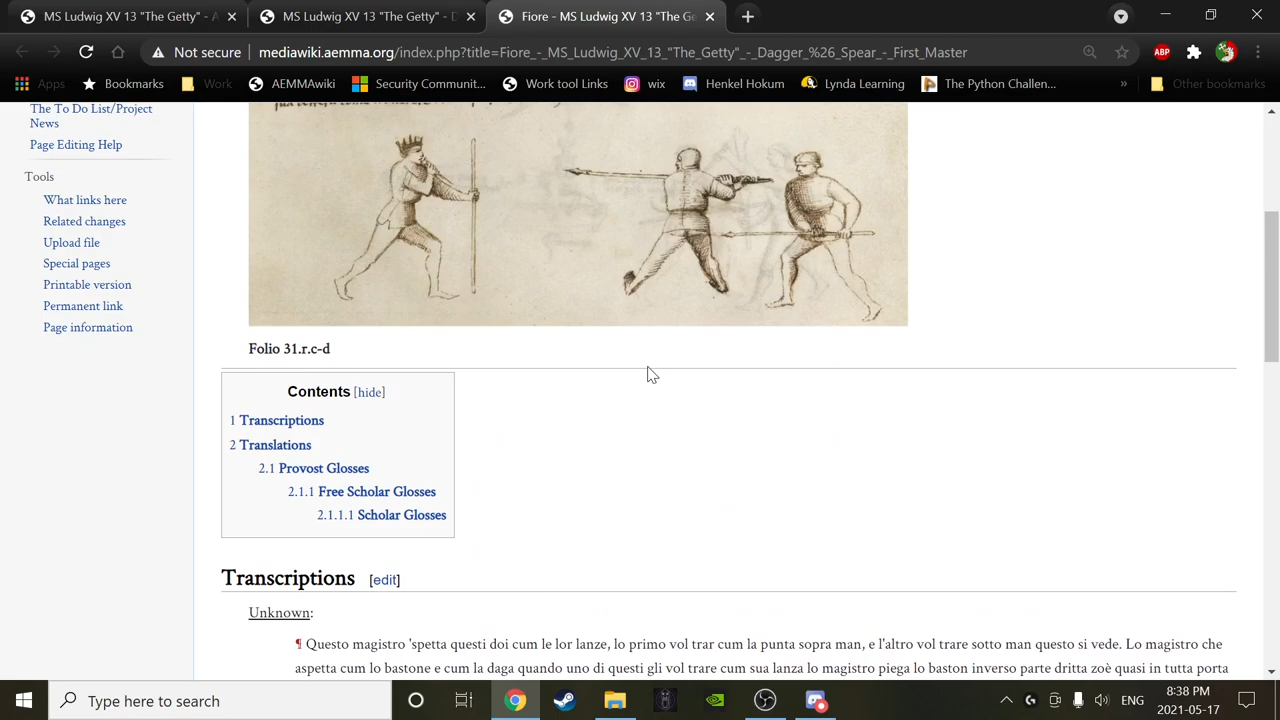 MS Ludwig XV 13 "The Getty" - A
MS Ludwig XV 13 "The Getty" - D
Fiore - MS Ludwig XV 13 "The Ge
Not secure
mediawiki.aemma.org/index.php?title=Fiore_-_MS_Ludwig_XV_13_"The_Getty"_-_Dagger_%26_Spear_-_First_Master
ABP
Apps
Bookmarks
Work
AEMMAwiki
Security Communit...
Work tool Links
wix
Henkel Hokum
Lynda Learning
The Python Challen...
»
Other bookmarks
The To Do List/Project
News
Page Editing Help
Tools
What links here
Related changes
Upload file
Special pages
Printable version
Permanent link
Page information
Folio 31.r.c-d
Contents [hide]
1 Transcriptions
2 Translations
2.1 Provost Glosses
2.1.1 Free Scholar Glosses
2.1.1.1 Scholar Glosses
Transcriptions [edit]
Unknown:
¶ Questo magistro 'spetta questi doi cum le lor lanze, lo primo vol trar cum la punta sopra man, e l'altro vol trare sotto man questo si vede. Lo magistro che
aspetta cum lo bastone e cum la daga quando uno di questi gli vol trare cum sua lanza lo magistro piega lo baston inverso parte dritta zoè quasi in tutta porta
Type here to search
ENG
8:38 PM
2021-05-17